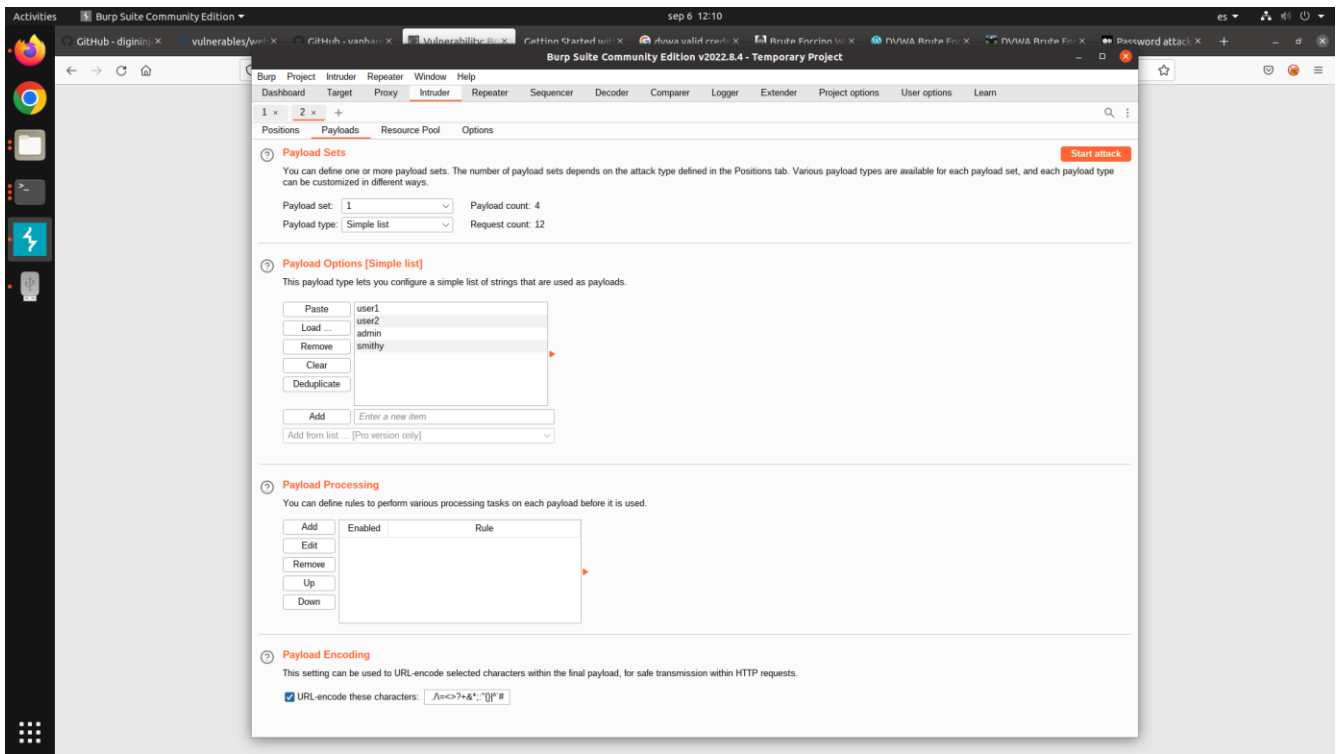 Activities Burp Suite Community Edition sep 6 12:10 es
GitHub - digininj vulnerables/web GitHub - vanhau Vulnerability: Br Getting Started wit dvwa valid cred Brute Forcing DVWA Brute For DVWA Brute For Password attack
Burp Suite Community Edition v2022.8.4 - Temporary Project
Burp Project Intruder Repeater Window Help
Dashboard Target Proxy Intruder Repeater Sequencer Decoder Comparer Logger Extender Project options User options Learn
1 × 2 × +
Positions Payloads Resource Pool Options
Payload Sets
Start attack
You can define one or more payload sets. The number of payload sets depends on the attack type defined in the Positions tab. Various payload types are available for each payload set, and each payload type
can be customized in different ways.
Payload set: 1 Payload count: 4
Payload type: Simple list Request count: 12
Payload Options [Simple list]
This payload type lets you configure a simple list of strings that are used as payloads.
Paste
Load ...
Remove
Clear
Deduplicate
user1
user2
admin
smithy
Add Enter a new item
Add from list ... [Pro version only]
Payload Processing
You can define rules to perform various processing tasks on each payload before it is used.
Add
Edit
Remove
Up
Down
Enabled Rule
Payload Encoding
This setting can be used to URL-encode selected characters within the final payload, for safe transmission within HTTP requests.
URL-encode these characters: